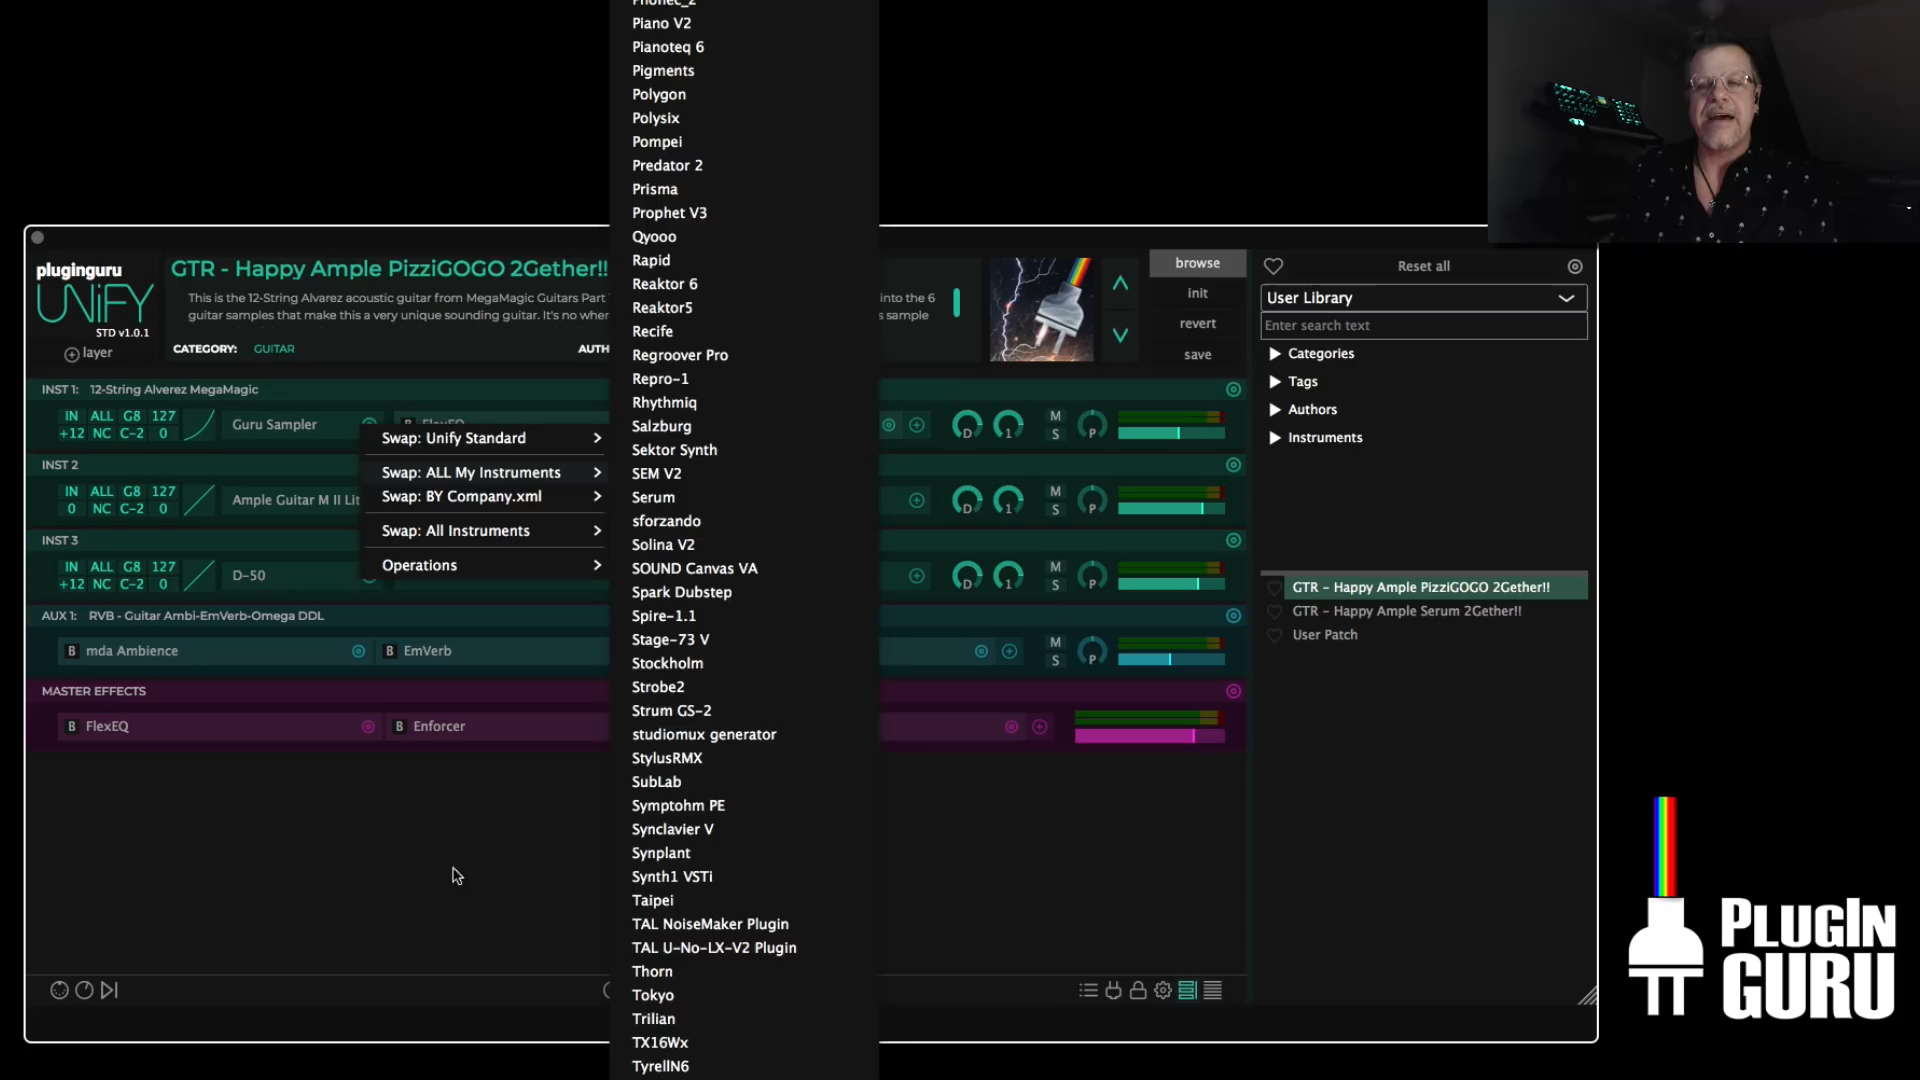 Piano V2
Pianoteq 6
Pigments
Polygon
Polysix
Pompei
Predator 2
Prisma
Prophet V3
Qyooo
Rapid
Reaktor 6
Reaktor5
Recife
Regroover Pro
Repro-1
Rhythmiq
Salzburg
Sektor Synth
SEM V2
Serum
sforzando
Solina V2
SOUND Canvas VA
Spark Dubstep
Spire-1.1
Stage-73 V
Stockholm
Strobe2
Strum GS-2
studiomux generator
StylusRMX
SubLab
Symptohm PE
Synclavier V
Synplant
Synth1 VSTi
Taipei
TAL NoiseMaker Plugin
TAL U-No-LX-V2 Plugin
Thorn
Tokyo
Trilian
TX16Wx
TyrellN6
pluginguru
UNIFY
STD v1.0.1
layer
GTR - Happy Ample PizziGOGO 2Gether!!
This is the 12-String Alvarez acoustic guitar from MegaMagic Guitars Part
into the 6
guitar samples that make this a very unique sounding guitar. It's no wher
s sample
CATEGORY: GUITAR
AUTH
browse
init
revert
save
INST 1: 12-String Alverez MegaMagic
IN ALL G8 127
+12 NC C-2 0
Guru Sampler
B FlexEQ
D 1 M S P
Swap: Unify Standard
Swap: ALL My Instruments
Swap: BY Company.xml
Swap: All Instruments
Operations
INST 2
IN ALL G8 127
0 NC C-2 0
Ample Guitar M II Lit
D 1 M S P
INST 3
IN ALL G8 127
+12 NC C-2 0
D-50
D 1 M S P
AUX 1: RVB - Guitar Ambi-EmVerb-Omega DDL
B mda Ambience
B EmVerb
M S P
MASTER EFFECTS
B FlexEQ
B Enforcer
Reset all
User Library
Enter search text
Categories
Tags
Authors
Instruments
GTR - Happy Ample PizziGOGO 2Gether!!
GTR - Happy Ample Serum 2Gether!!
User Patch
PLUGIN
GURU